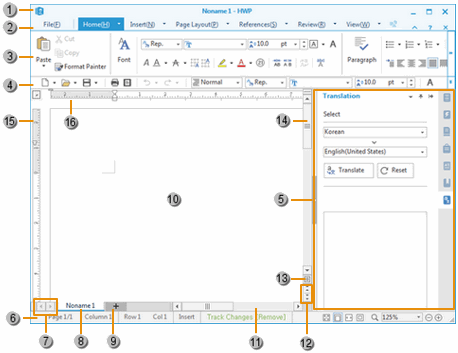 1
Noname 1 - HWP
2
File(F) Home(H) Insert(N) Page Layout(P) References(S) Review(R) View(W)
3
Paste Cut Copy Format Painter Font Rep. 10.0 pt Paragraph
4
Normal Rep. 10.0 pt
15 16 14
Translation
Select
Korean
English(United States)
Translate Reset
5
10
13
Noname 1
6
Page 1/1 Column 1 Row 1 Col 1 Insert Track Changes (Remove) 125%
7 8 9 11 12